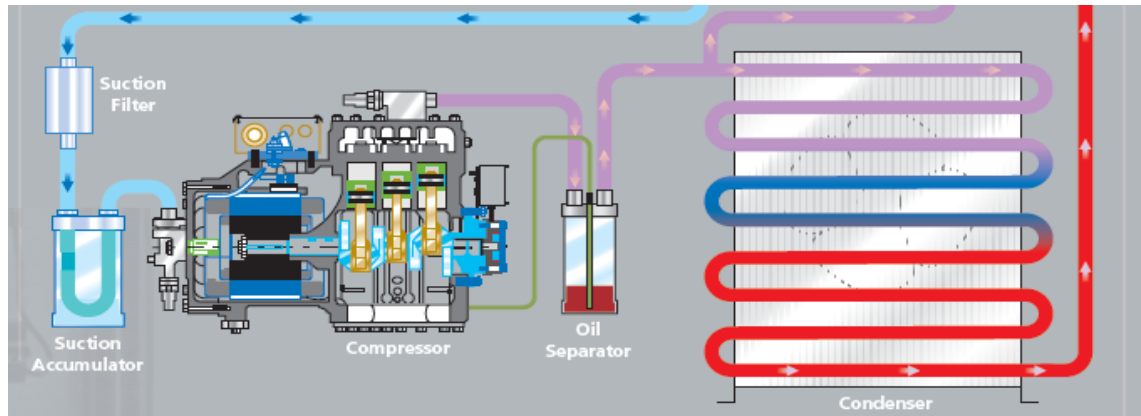 Suction
Filter
Suction
Accumulator
Compressor
Oil
Separator
Condenser